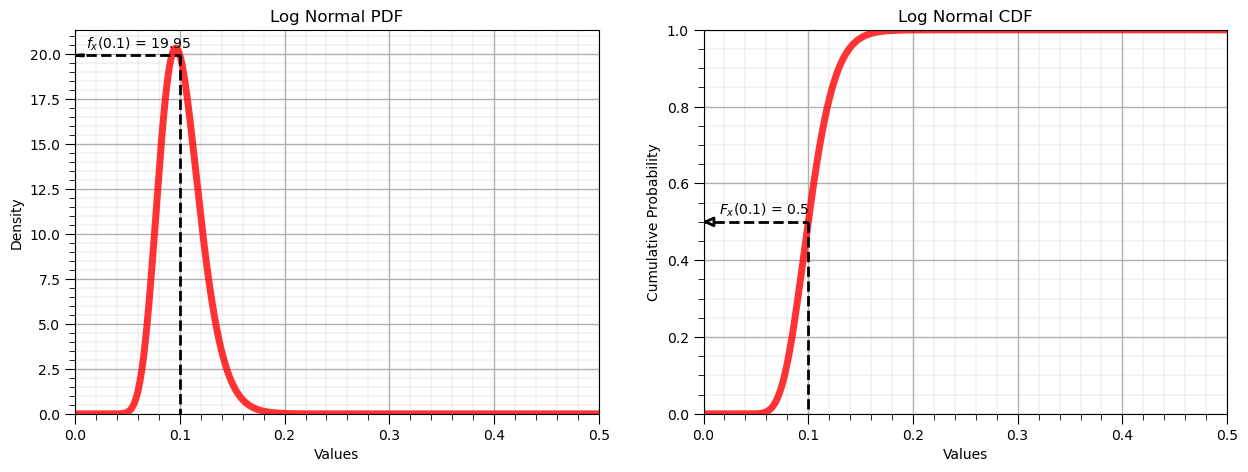 Log Normal PDF
fx(0.1) = 19.95
20.0
17.5
15.0
12.5
10.0
7.5
5.0
2.5
0.0
Density
0.0 0.1 0.2 0.3 0.4 0.5
Values
Log Normal CDF
1.0
0.8
0.6
Fx(0.1) = 0.5
0.4
0.2
0.0
Cumulative Probability
0.0 0.1 0.2 0.3 0.4 0.5
Values